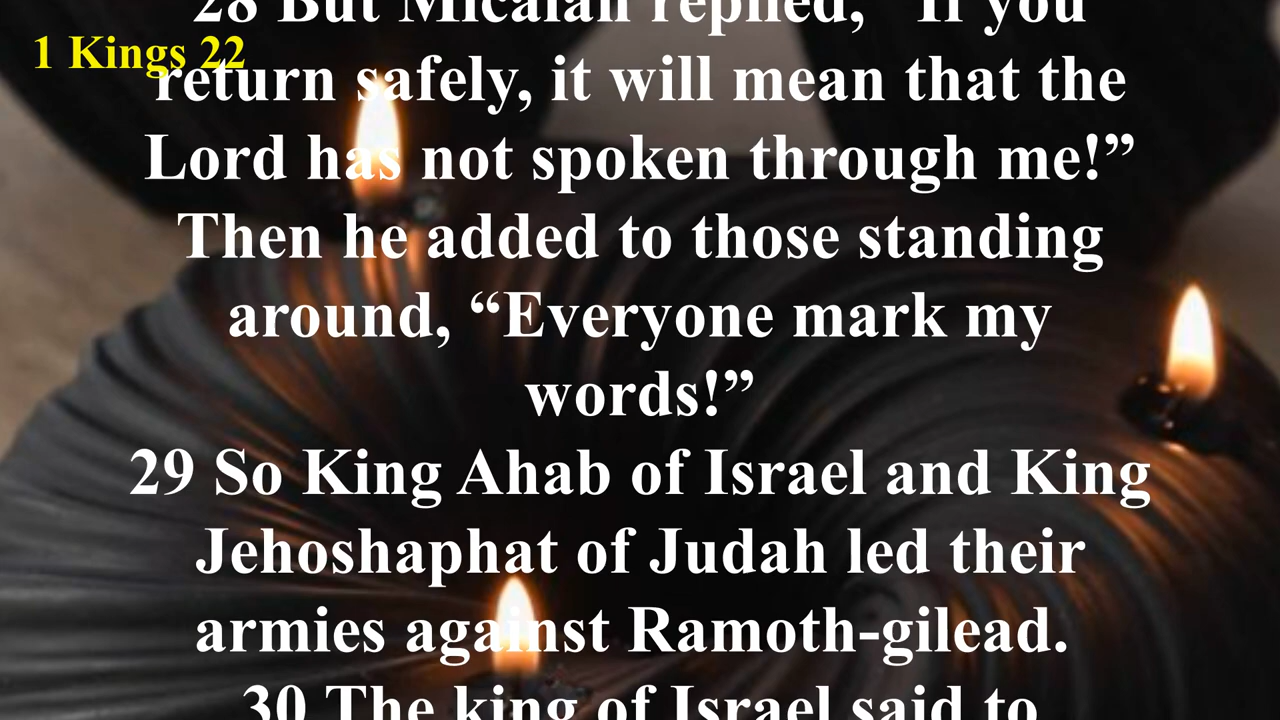 28 But Micaiah replied, “If you
1 Kings 22
return safely, it will mean that the
Lord has not spoken through me!”
Then he added to those standing
around, “Everyone mark my
words!”
29 So King Ahab of Israel and King
Jehoshaphat of Judah led their
armies against Ramoth-gilead.
30 The king of Israel said to